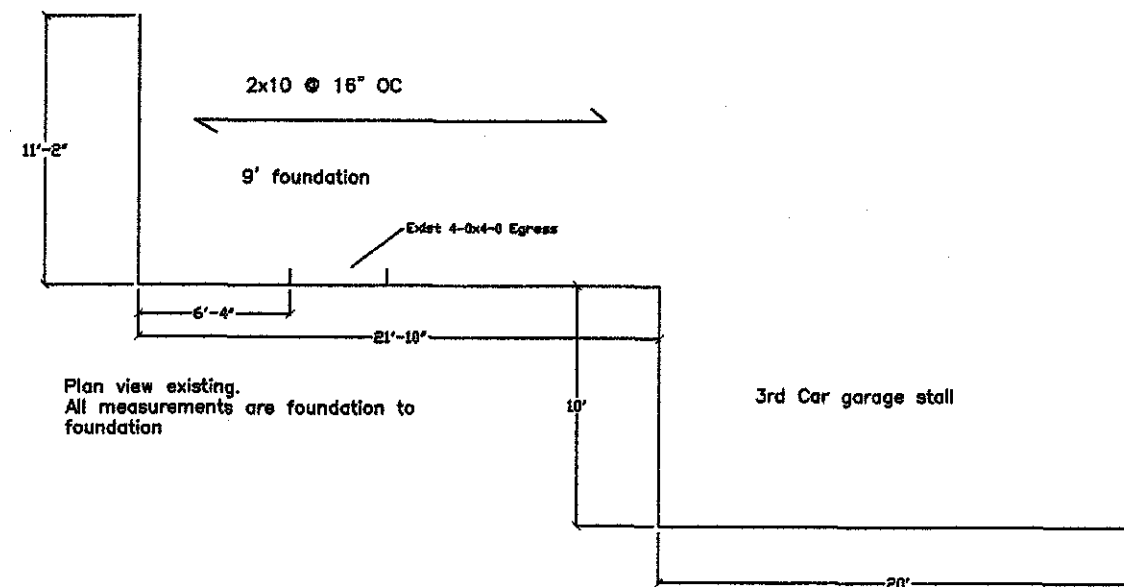 2x10 @ 16" OC
11'-2"
9' foundation
Exist 4-0x4-0 Egress
6'-4"
21'-10"
Plan view existing.
All measurements are foundation to
foundation
10'
3rd Car garage stall
20'